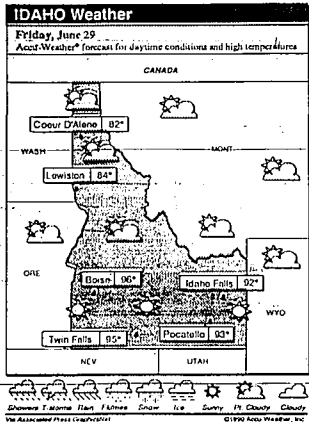 IDAHO Weather
Friday, June 29
Accu-Weather® forecast for daytime conditions and high temperatures
CANADA
Coeur D'Alene 82°
WASH
MONT
Lewiston 84°
ORE
Boise 96°
Idaho Falls 92°
WYO
Twin Falls 95°
Pocatello 93°
NEV
UTAH
Showers T-storms Rain Flurries Snow Ice Sunny Pt. Cloudy Cloudy
Via Associated Press GraphicsNet
©1990 Accu-Weather, Inc.